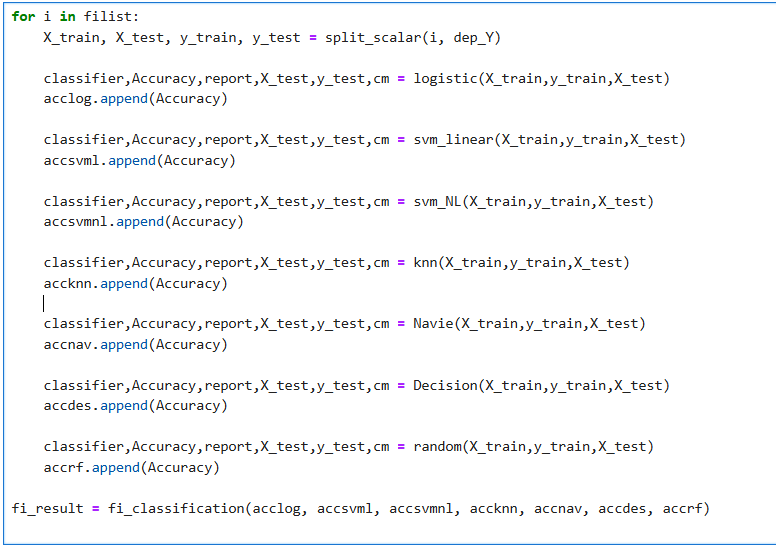 for i in filist:
    X_train, X_test, y_train, y_test = split_scalar(i, dep_Y)
    classifier,Accuracy,report,X_test,y_test,cm = logistic(X_train,y_train,X_test)
    acclog.append(Accuracy)
    classifier,Accuracy,report,X_test,y_test,cm = svm_linear(X_train,y_train,X_test)
    accsvml.append(Accuracy)
    classifier,Accuracy,report,X_test,y_test,cm = svm_NL(X_train,y_train,X_test)
    accsvmnl.append(Accuracy)
    classifier,Accuracy,report,X_test,y_test,cm = knn(X_train,y_train,X_test)
    accknn.append(Accuracy)
    classifier,Accuracy,report,X_test,y_test,cm = Navie(X_train,y_train,X_test)
    accnav.append(Accuracy)
    classifier,Accuracy,report,X_test,y_test,cm = Decision(X_train,y_train,X_test)
    accdes.append(Accuracy)
    classifier,Accuracy,report,X_test,y_test,cm = random(X_train,y_train,X_test)
    accrf.append(Accuracy)
fi_result = fi_classification(acclog, accsvml, accsvmnl, accknn, accnav, accdes, accrf)